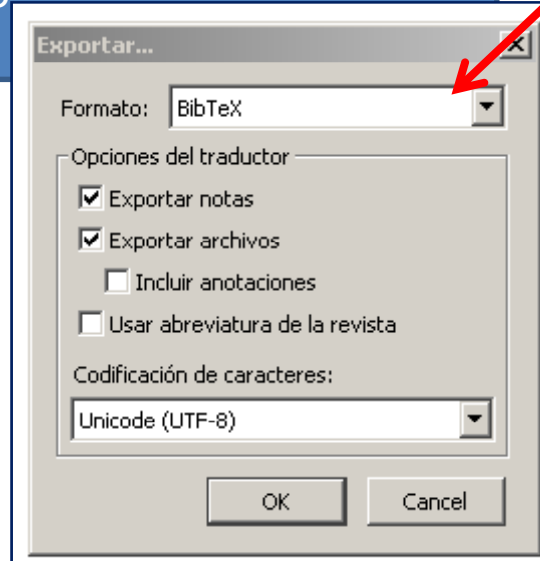 Exportar...
Formato: BibTeX
Opciones del traductor
Exportar notas
Exportar archivos
Incluir anotaciones
Usar abreviatura de la revista
Codificación de caracteres:
Unicode (UTF-8)
OK Cancel